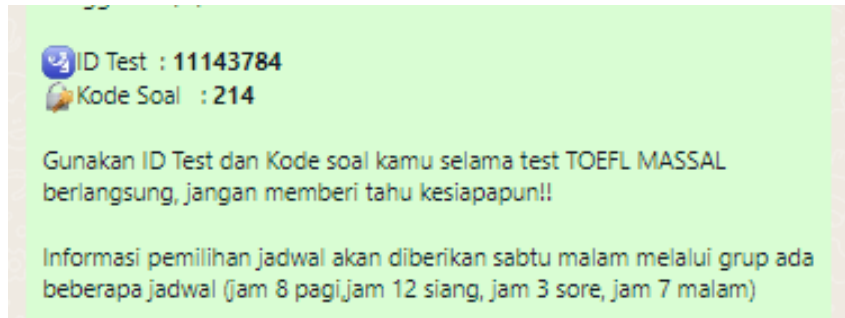 ID Test : 11143784
Kode Soal : 214
Gunakan ID Test dan Kode soal kamu selama test TOEFL MASSAL
berlangsung, jangan memberi tahu kesiapapun!!
Informasi pemilihan jadwal akan diberikan sabtu malam melalui grup ada
beberapa jadwal (jam 8 pagi,jam 12 siang, jam 3 sore, jam 7 malam)